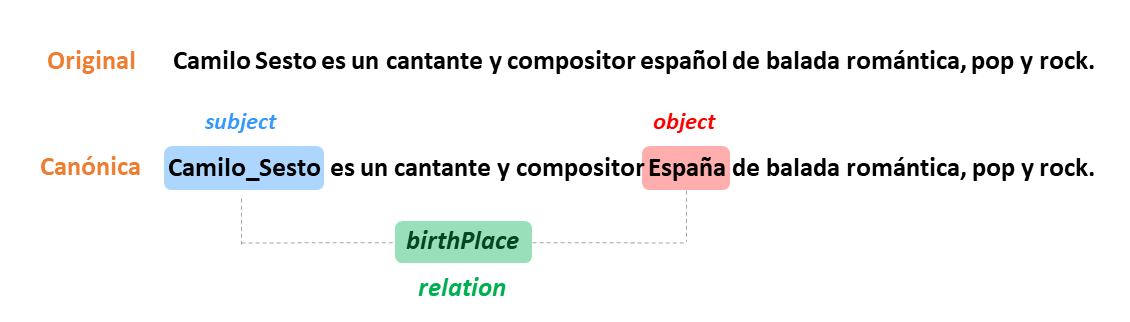 Original Camilo Sesto es un cantante y compositor español de balada romántica, pop y rock.
subject object
Canónica Camilo_Sesto es un cantante y compositor España de balada romántica, pop y rock.
birthPlace
relation